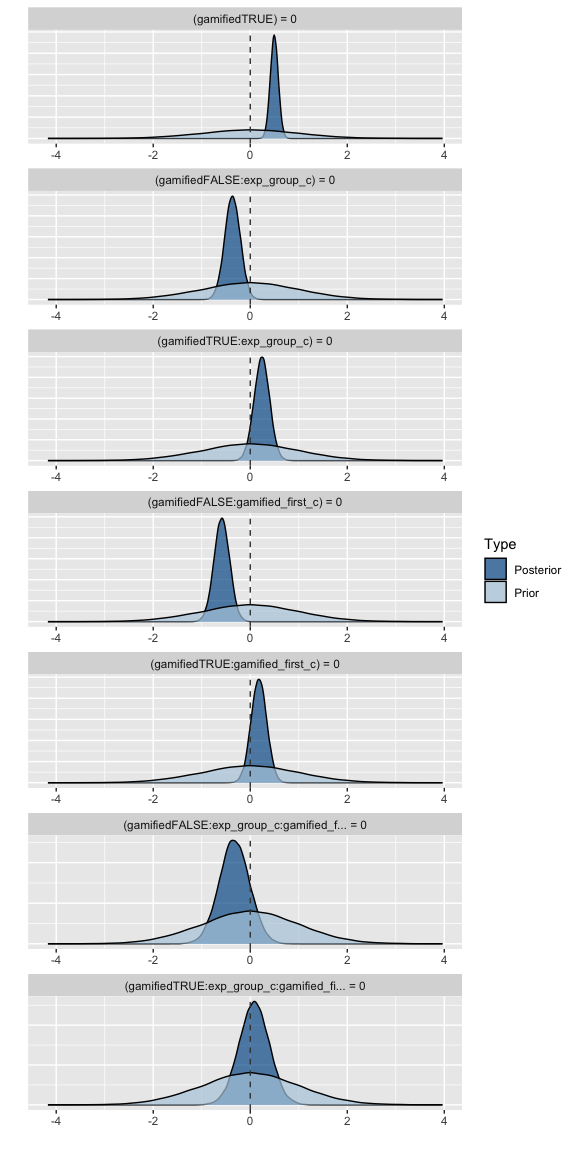 (gamifiedTRUE) = 0
-4 -2 0 2 4
(gamifiedFALSE:exp_group_c) = 0
-4 -2 0 2 4
(gamifiedTRUE:exp_group_c) = 0
-4 -2 0 2 4
(gamifiedFALSE:gamified_first_c) = 0
-4 -2 0 2 4
(gamifiedTRUE:gamified_first_c) = 0
-4 -2 0 2 4
(gamifiedFALSE:exp_group_c:gamified_f... = 0
-4 -2 0 2 4
(gamifiedTRUE:exp_group_c:gamified_fi... = 0
-4 -2 0 2 4
Type
Posterior
Prior